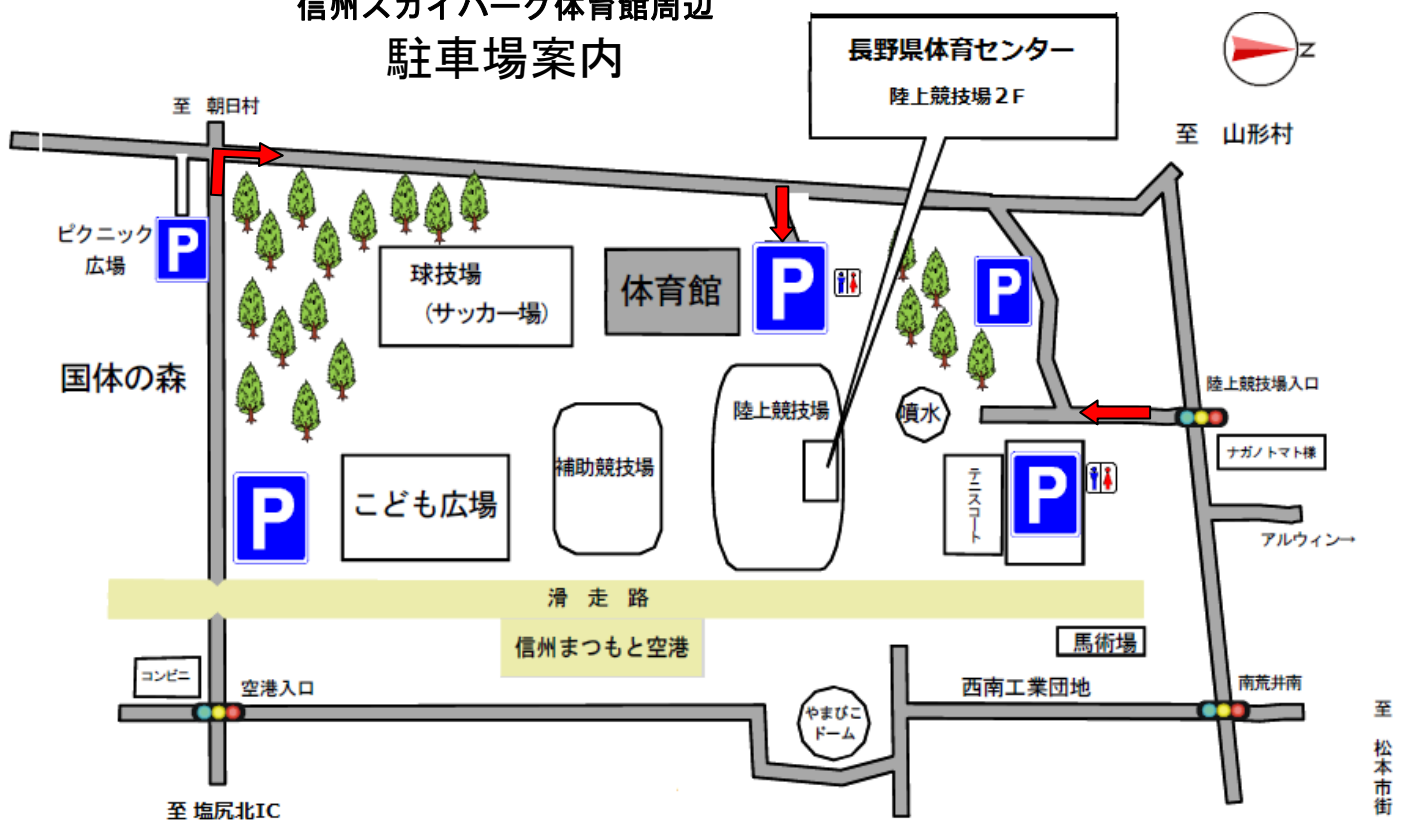 信州スカイパーク体育館周辺
駐車場案内
長野県体育センター
陸上競技場２F
N
至 朝日村
至 山形村
ピクニック
広場
P
球技場
（サッカー場）
体育館
P
P
国体の森
陸上競技場入口
陸上競技場
噴水
ナガノトマト様
補助競技場
こども広場
P
テニスコート
P
アルウィン→
滑走路
信州まつもと空港
馬術場
コンビニ
空港入口
西南工業団地
南荒井南
やまびこ
ドーム
至 松本市街
至 塩尻北IC